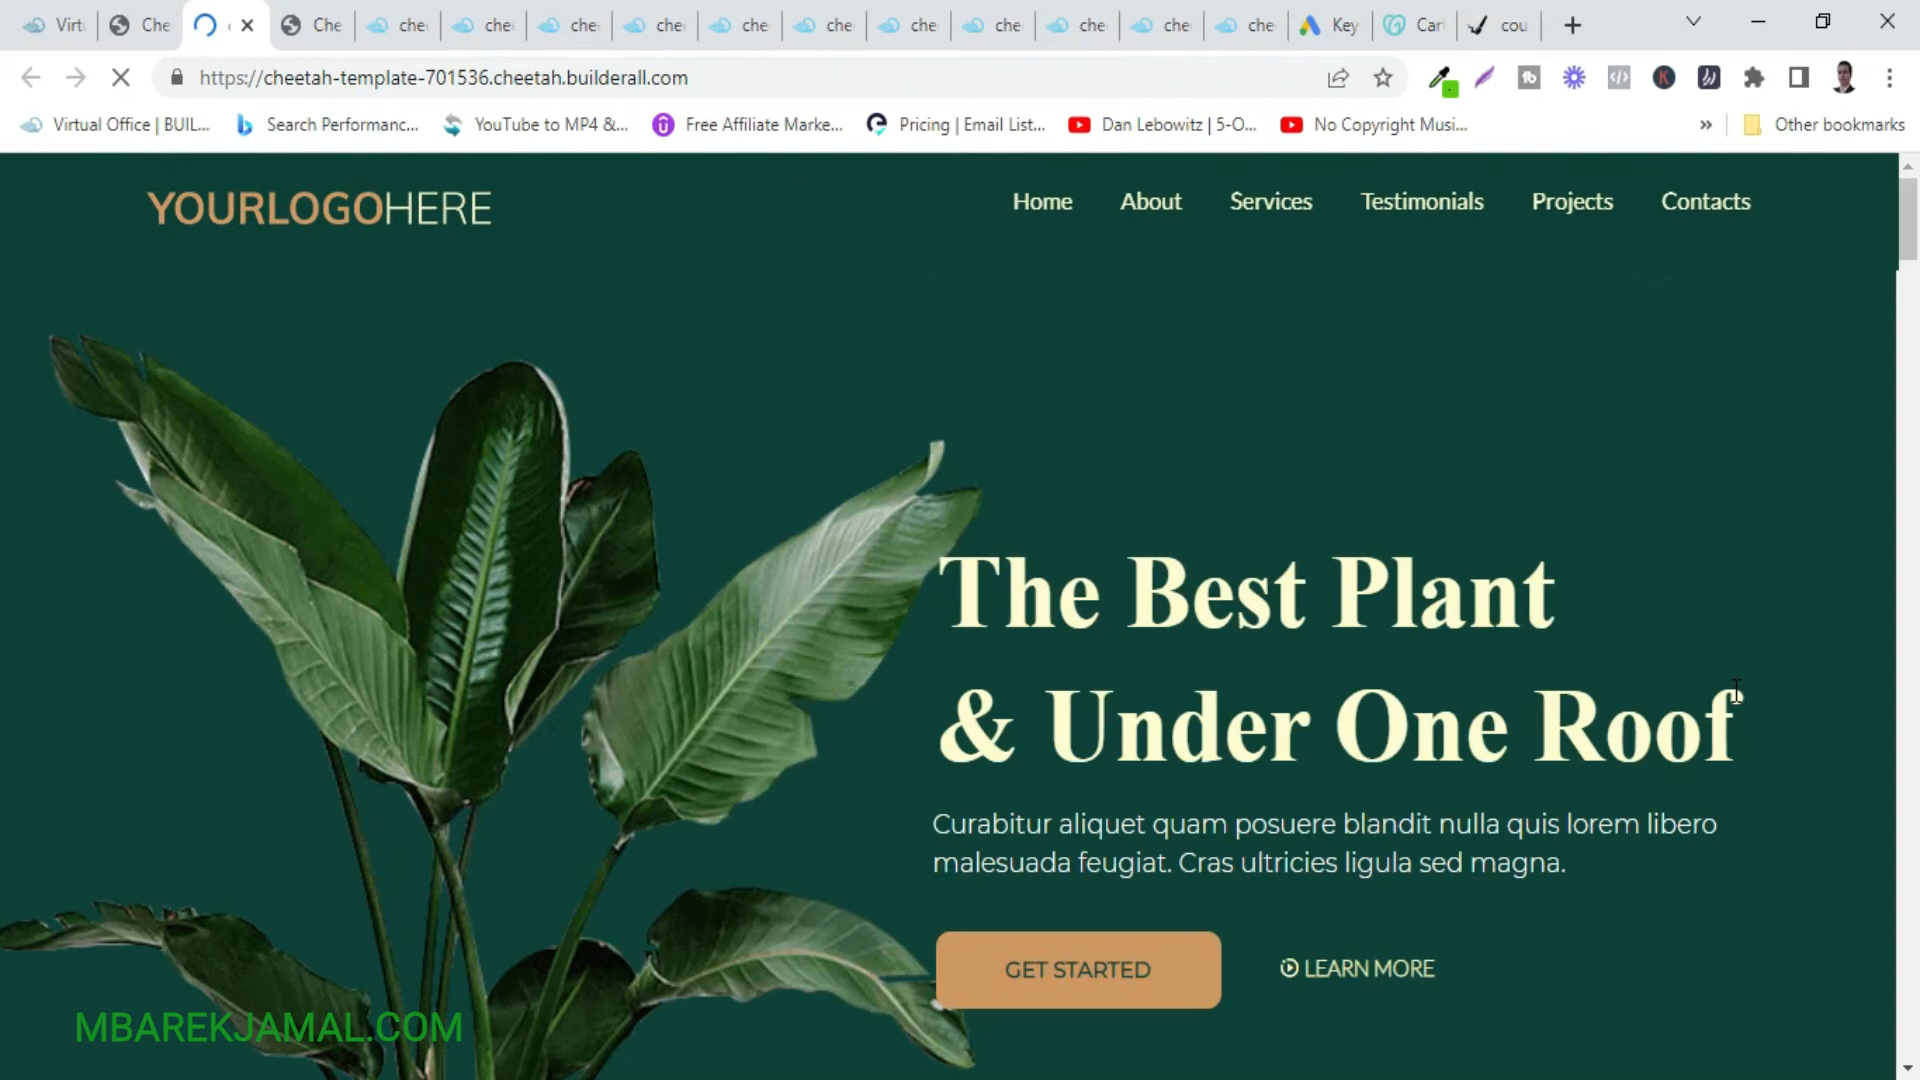 Virt
Che
Che
che
che
che
che
che
che
che
che
che
che
che
Key
Cart
cou
https://cheetah-template-701536.cheetah.builderall.com
Virtual Office | BUIL...
Search Performanc...
YouTube to MP4 &...
Free Affiliate Marke...
Pricing | Email List...
Dan Lebowitz | 5-O...
No Copyright Musi...
»
Other bookmarks
YOURLOGOHERE
Home
About
Services
Testimonials
Projects
Contacts
The Best Plant
& Under One Roof
Curabitur aliquet quam posuere blandit nulla quis lorem libero
malesuada feugiat. Cras ultricies ligula sed magna.
GET STARTED
LEARN MORE
MBAREKJAMAL.COM